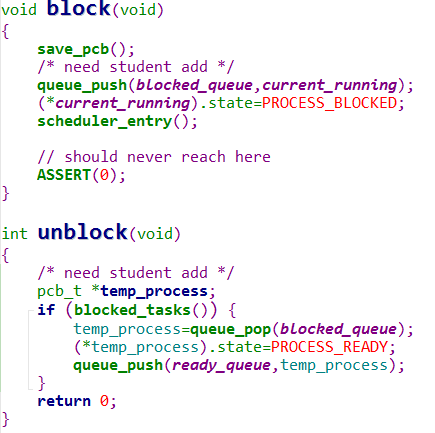 void block(void)
{
    save_pcb();
    /* need student add */
    queue_push(blocked_queue,current_running);
    (*current_running).state=PROCESS_BLOCKED;
    scheduler_entry();

    // should never reach here
    ASSERT(0);
}

int unblock(void)
{
    /* need student add */
    pcb_t *temp_process;
    if (blocked_tasks()) {
        temp_process=queue_pop(blocked_queue);
        (*temp_process).state=PROCESS_READY;
        queue_push(ready_queue,temp_process);
    }
    return 0;
}